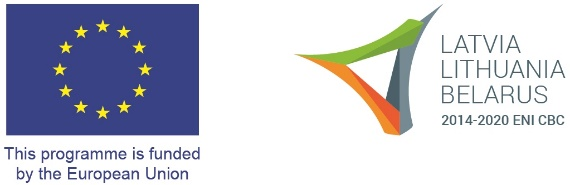 This programme is funded
by the European Union
LATVIA
LITHUANIA
BELARUS
2014-2020 ENI CBC